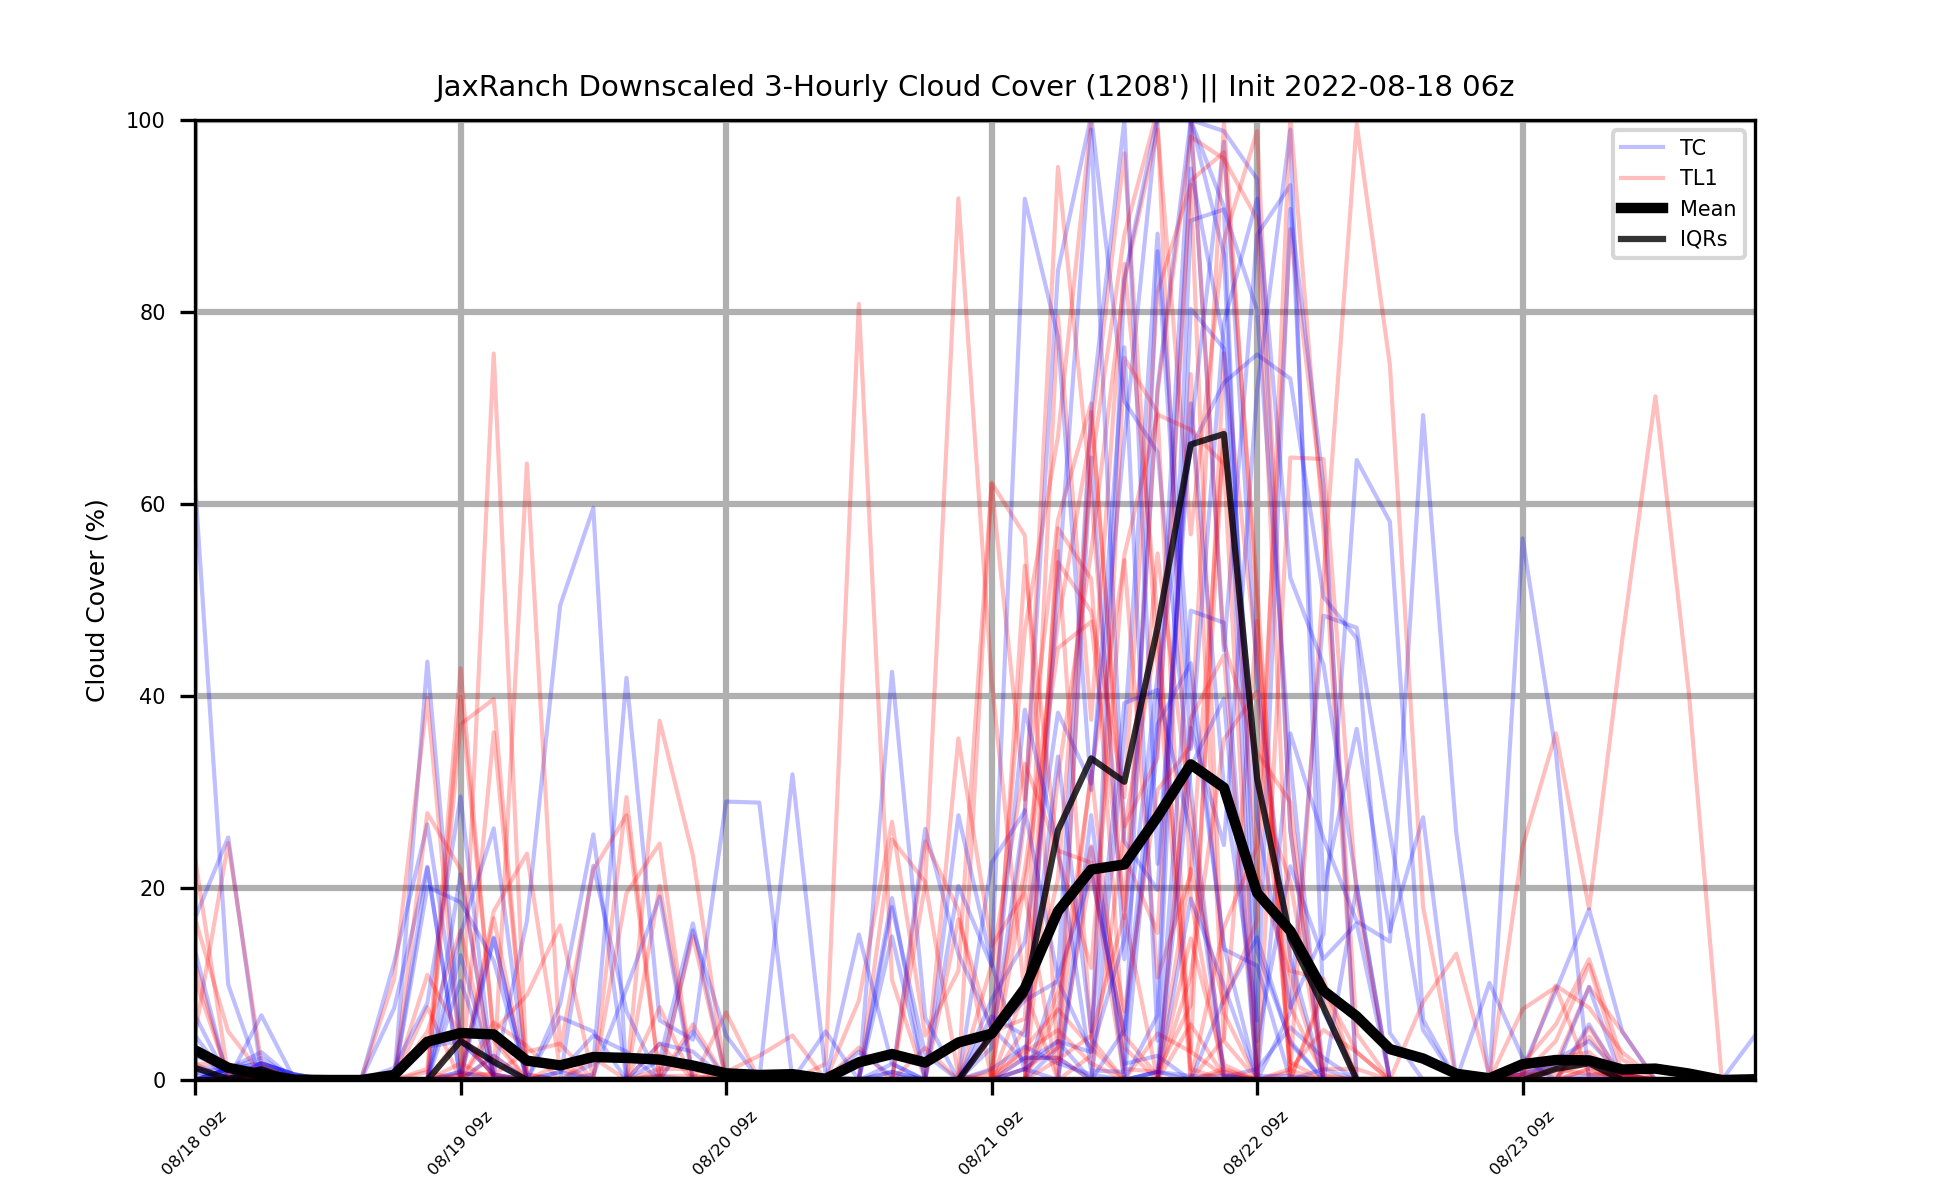 JaxRanch Downscaled 3-Hourly Cloud Cover (1208') || Init 2022-08-18 06z
100
80
60
40
20
0
Cloud Cover (%)
TC
TL1
Mean
IQRs
08/18 09z
08/19 09z
08/20 09z
08/21 09z
08/22 09z
08/23 09z